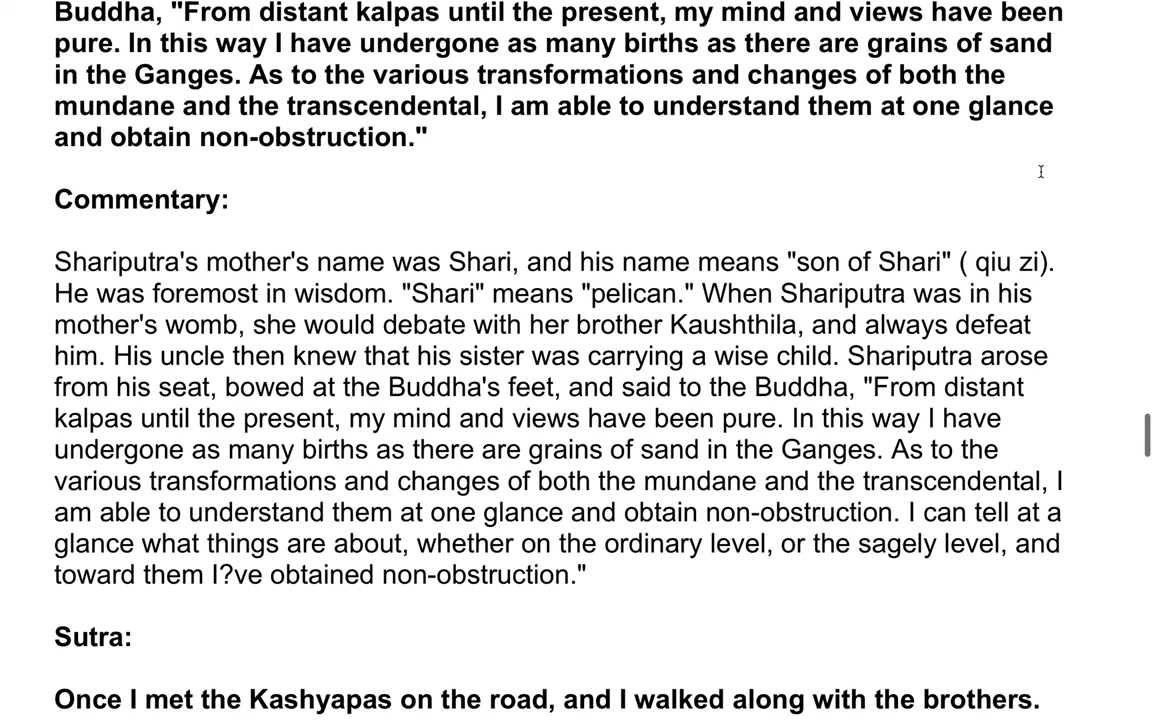 Buddha, "From distant kalpas until the present, my mind and views have been
pure. In this way I have undergone as many births as there are grains of sand
in the Ganges. As to the various transformations and changes of both the
mundane and the transcendental, I am able to understand them at one glance
and obtain non-obstruction."
Commentary:
Shariputra's mother's name was Shari, and his name means "son of Shari" ( qiu zi).
He was foremost in wisdom. "Shari" means "pelican." When Shariputra was in his
mother's womb, she would debate with her brother Kaushthila, and always defeat
him. His uncle then knew that his sister was carrying a wise child. Shariputra arose
from his seat, bowed at the Buddha's feet, and said to the Buddha, "From distant
kalpas until the present, my mind and views have been pure. In this way I have
undergone as many births as there are grains of sand in the Ganges. As to the
various transformations and changes of both the mundane and the transcendental, I
am able to understand them at one glance and obtain non-obstruction. I can tell at a
glance what things are about, whether on the ordinary level, or the sagely level, and
toward them I?ve obtained non-obstruction."
Sutra:
Once I met the Kashyapas on the road, and I walked along with the brothers.